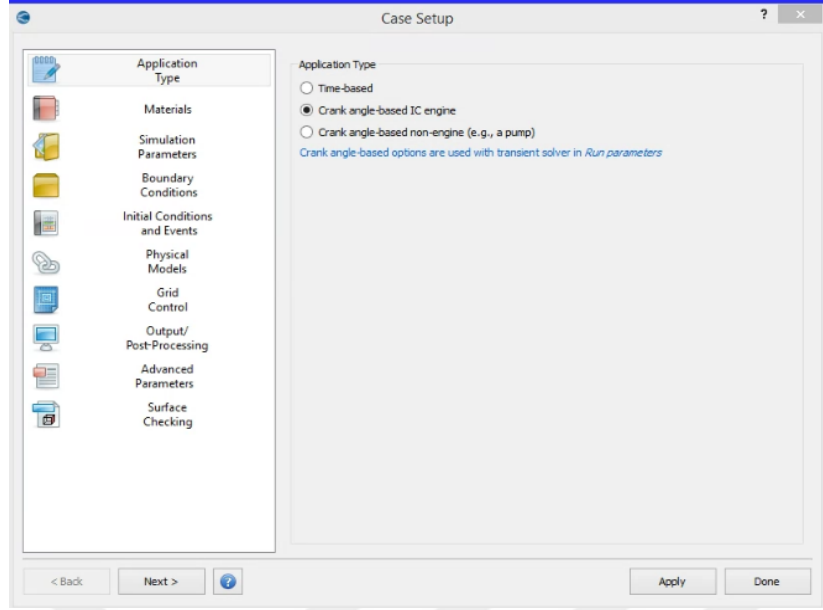 Case Setup
?
Application
Type
Materials
Simulation
Parameters
Boundary
Conditions
Initial Conditions
and Events
Physical
Models
Grid
Control
Output/
Post-Processing
Advanced
Parameters
Surface
Checking
Application Type
Time-based
Crank angle-based IC engine
Crank angle-based non-engine (e.g., a pump)
Crank angle-based options are used with transient solver in Run parameters
< Back
Next >
?
Apply
Done